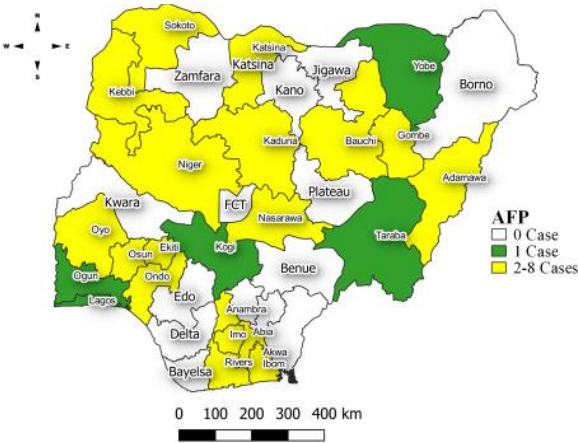 N
W E
S
Sokoto
Katsina
Zamfara
Katsina
Jigawa
Yobe
Borno
Kebbi
Kano
Kaduna
Bauchi
Gombe
Niger
Adamawa
Plateau
Kwara
FCT
Nasarawa
Oyo
Taraba
Ekiti
Kogi
Osun
Benue
Ogun
Ondo
Lagos
Edo
Anambra
Delta
Imo
Abia
Akwa
Ibom
Rivers
Bayelsa
AFP
0 Case
1 Case
2-8 Cases
0 100 200 300 400 km